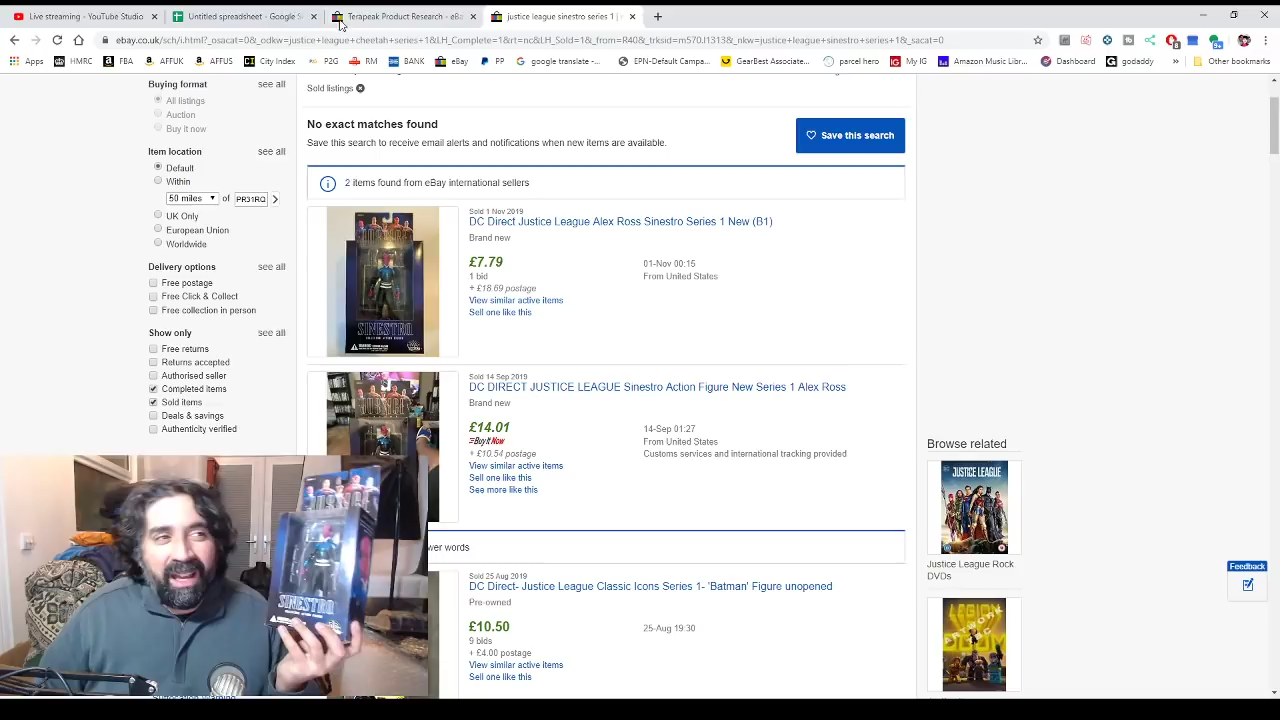 Live streaming - YouTube Studio
Untitled spreadsheet - Google S
Terapeak Product Research - eBa
justice league sinestro series 1 |
ebay.co.uk/sch/i.html?_osacat=0&_odkw=justice+league+cheetah+series+1&LH_Complete=1&rt=nc&LH_Sold=1&_from=R40&_trksid=m570.l1313&_nkw=justice+league+sinestro+series+1&_sacat=0
Apps HMRC FBA AFFUK AFFUS City Index P2G RM BANK eBay PP google translate -... EPN-Default Campa... GearBest Associate... parcel hero My IG Amazon Music Libr... Dashboard godaddy » Other bookmarks
Buying format see all
All listings
Auction
Buy it now
Item location see all
Default
Within
50 miles of PR31RQ
UK Only
European Union
Worldwide
Delivery options see all
Free postage
Free Click & Collect
Free collection in person
Show only see all
Free returns
Returns accepted
Authorised seller
Completed items
Sold items
Deals & savings
Authenticity verified
Sold listings
No exact matches found
Save this search to receive email alerts and notifications when new items are available.
Save this search
2 items found from eBay international sellers
Sold 1 Nov 2019
DC Direct Justice League Alex Ross Sinestro Series 1 New (B1)
Brand new
£7.79
01-Nov 00:15
1 bid
From United States
+ £18.69 postage
View similar active items
Sell one like this
SINESTRO
Sold 14 Sep 2019
DC DIRECT JUSTICE LEAGUE Sinestro Action Figure New Series 1 Alex Ross
Brand new
£14.01
14-Sep 01:27
Buy It Now
From United States
+ £10.54 postage
Customs services and international tracking provided
View similar active items
Sell one like this
See more like this
wer words
Sold 25 Aug 2019
DC Direct- Justice League Classic Icons Series 1- 'Batman' Figure unopened
Pre-owned
£10.50
25-Aug 19:30
9 bids
+ £4.00 postage
View similar active items
Sell one like this
Browse related
JUSTICE LEAGUE
Justice League Rock
DVDs
LEGION
OF
DOOM
Feedback
SINESTRO